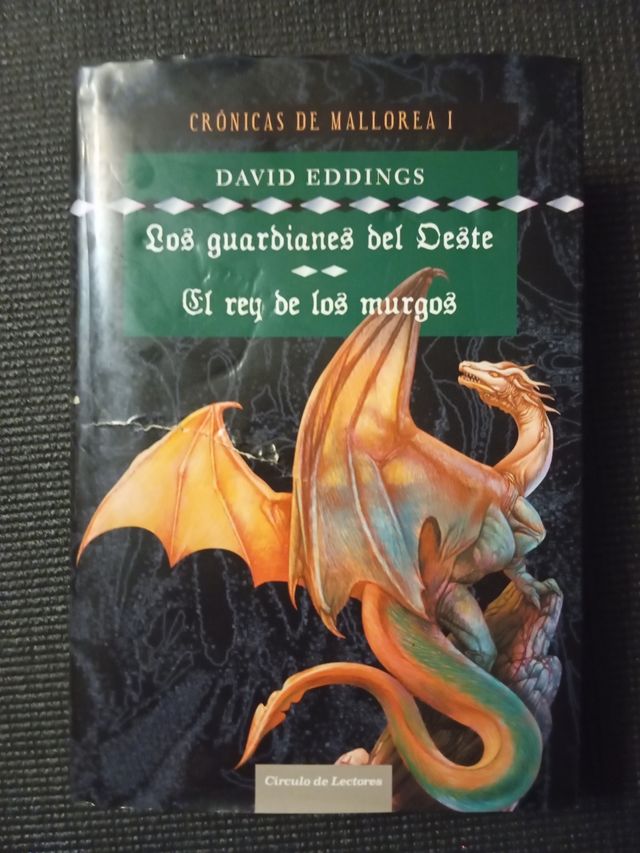 CRÓNICAS DE MALLOREA I
DAVID EDDINGS
Los guardianes del Oeste
El rey de los murgos
Círculo de Lectores